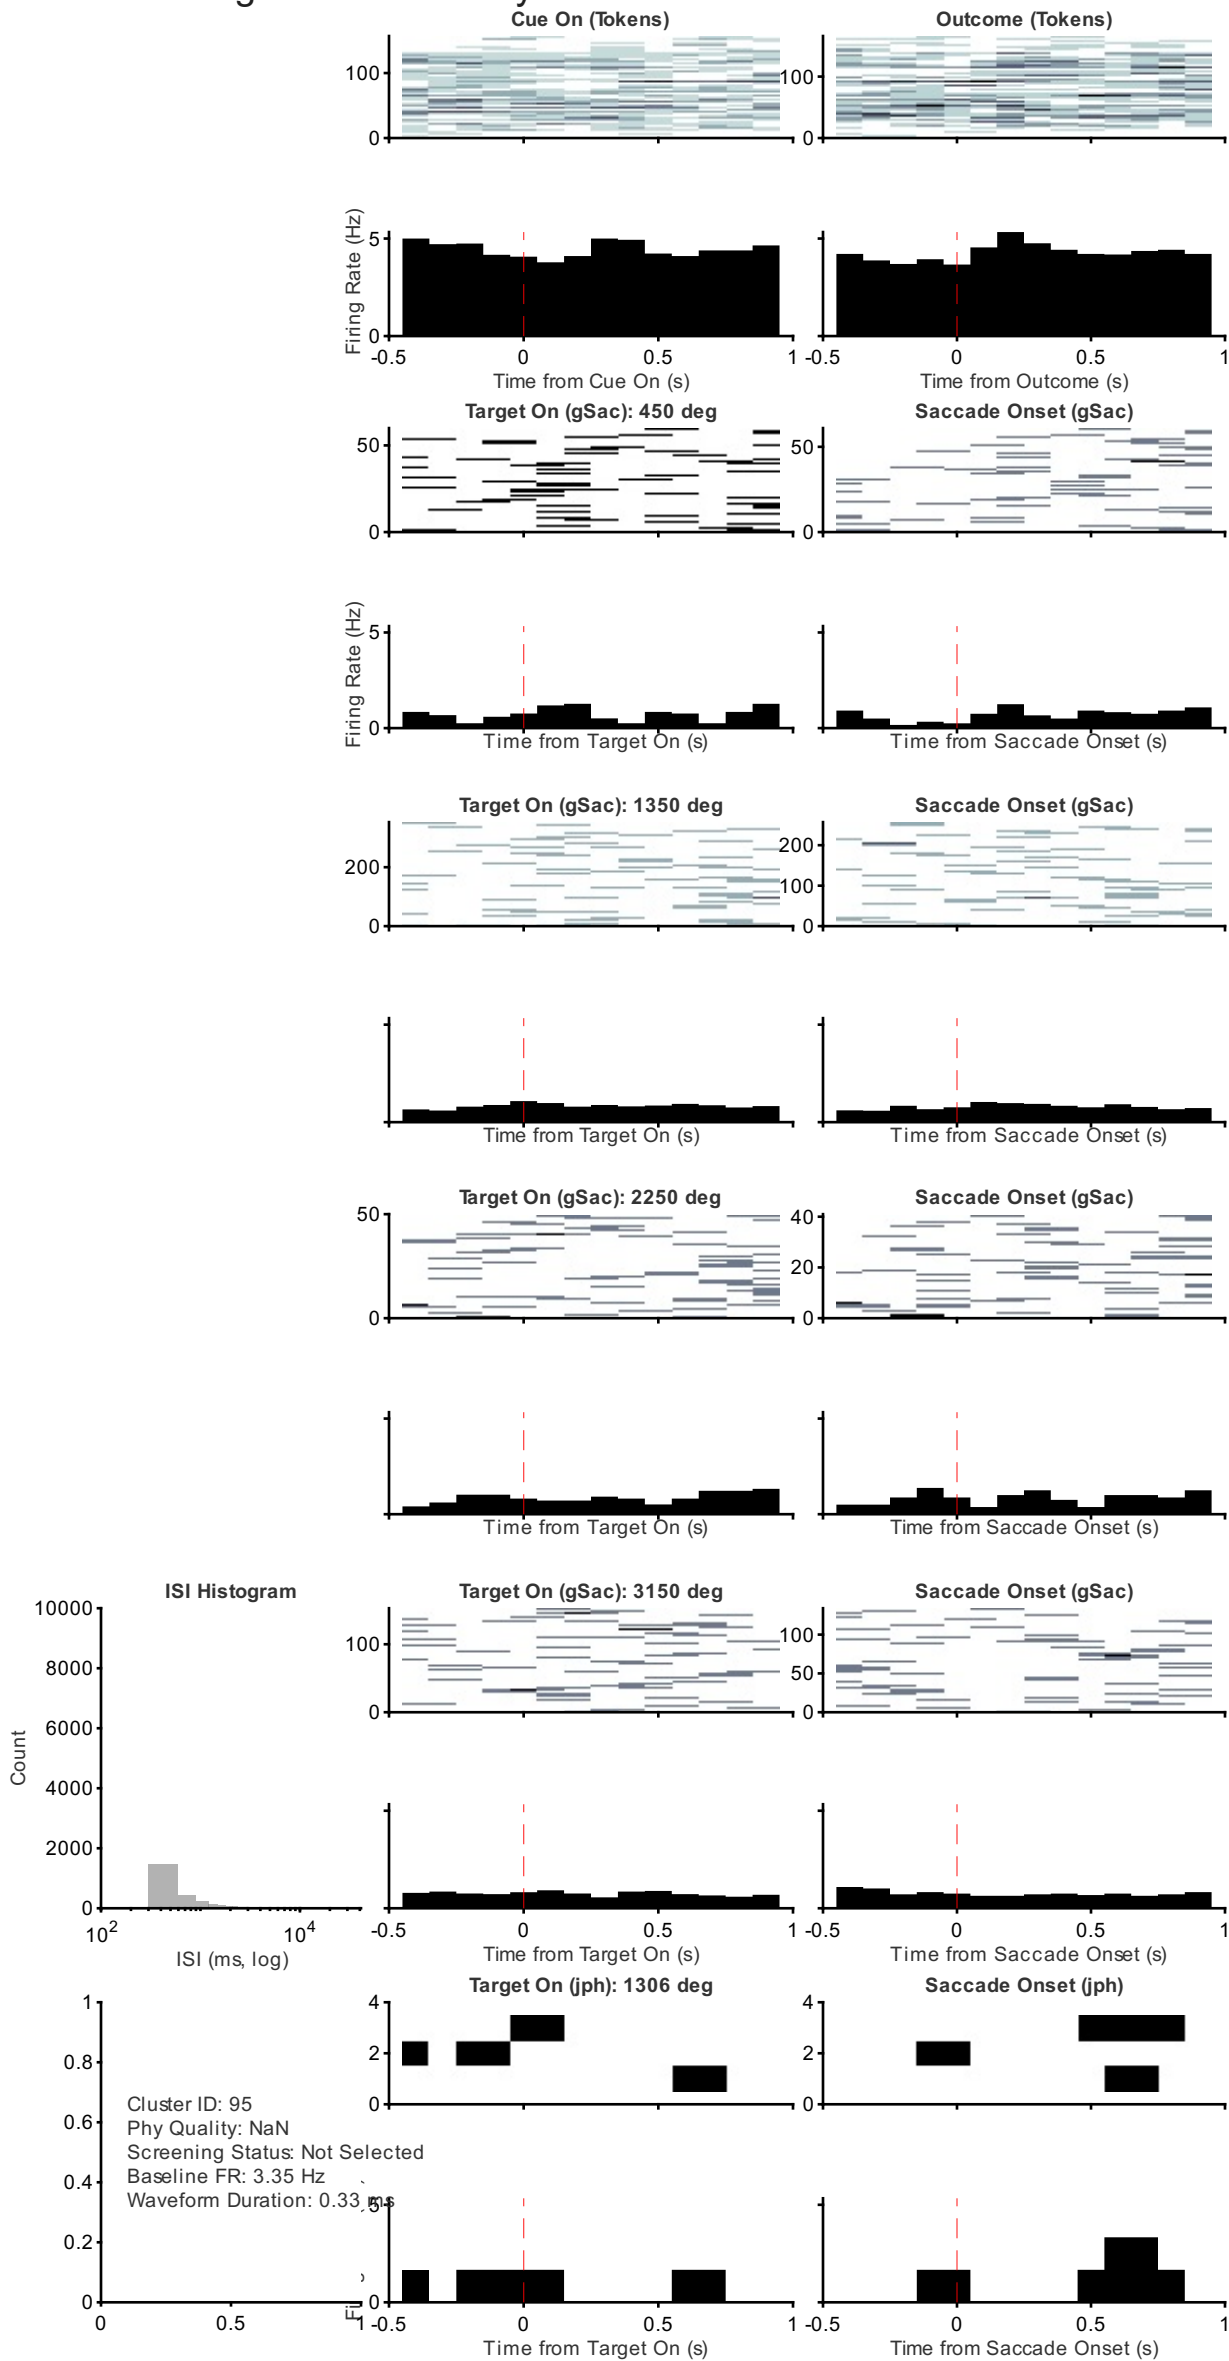 Cue On (Tokens)
Outcome (Tokens)
100
0
100
0
Firing Rate (Hz)
5
0
-0.5
0
0.5
1
Time from Cue On (s)
5
0
-0.5
0
0.5
1
Time from Outcome (s)
Target On (gSac): 450 deg
Saccade Onset (gSac)
50
0
50
0
Firing Rate (Hz)
5
0
Time from Target On (s)
Time from Saccade Onset (s)
Target On (gSac): 1350 deg
Saccade Onset (gSac)
200
0
200
100
0
Time from Target On (s)
Time from Saccade Onset (s)
Target On (gSac): 2250 deg
Saccade Onset (gSac)
50
0
40
20
0
Time from Target On (s)
Time from Saccade Onset (s)
ISI Histogram
Count
10000
8000
6000
4000
2000
0
10^2
10^4
ISI (ms, log)
Target On (gSac): 3150 deg
Saccade Onset (gSac)
100
0
100
50
0
-0.5
0
0.5
1
Time from Target On (s)
-0.5
0
0.5
1
Time from Saccade Onset (s)
1
0.8
0.6
0.4
0.2
0
0
0.5
1
Cluster ID: 95
Phy Quality: NaN
Screening Status: Not Selected
Baseline FR: 3.35 Hz
Waveform Duration: 0.33 ms
Target On (jph): 1306 deg
Saccade Onset (jph)
4
2
0
4
2
0
5
0
-0.5
0
0.5
1
Time from Target On (s)
5
0
-0.5
0
0.5
1
Time from Saccade Onset (s)